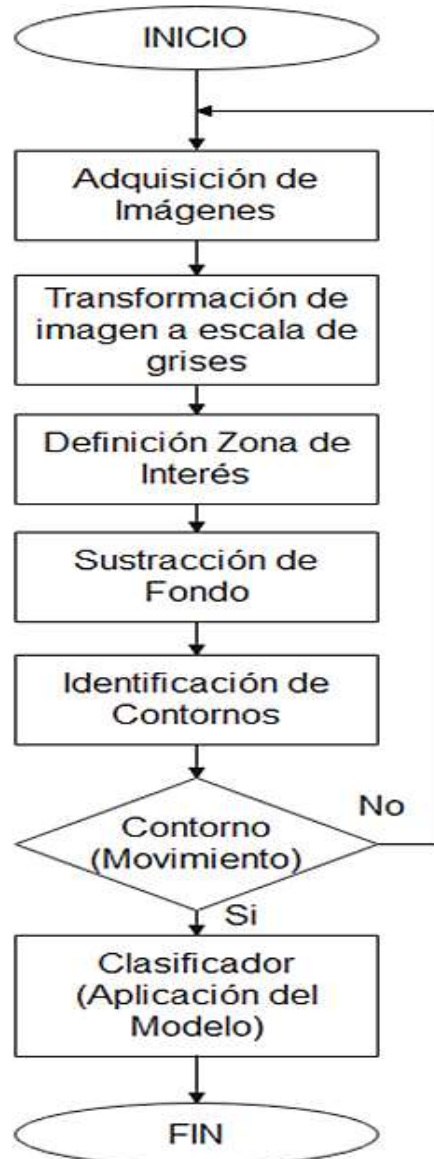 INICIO
Adquisición de
Imágenes
Transformación de
imagen a escala de
grises
Definición Zona de
Interés
Sustracción de
Fondo
Identificación de
Contornos
Contorno
(Movimiento)
No
Si
Clasificador
(Aplicación del
Modelo)
FIN